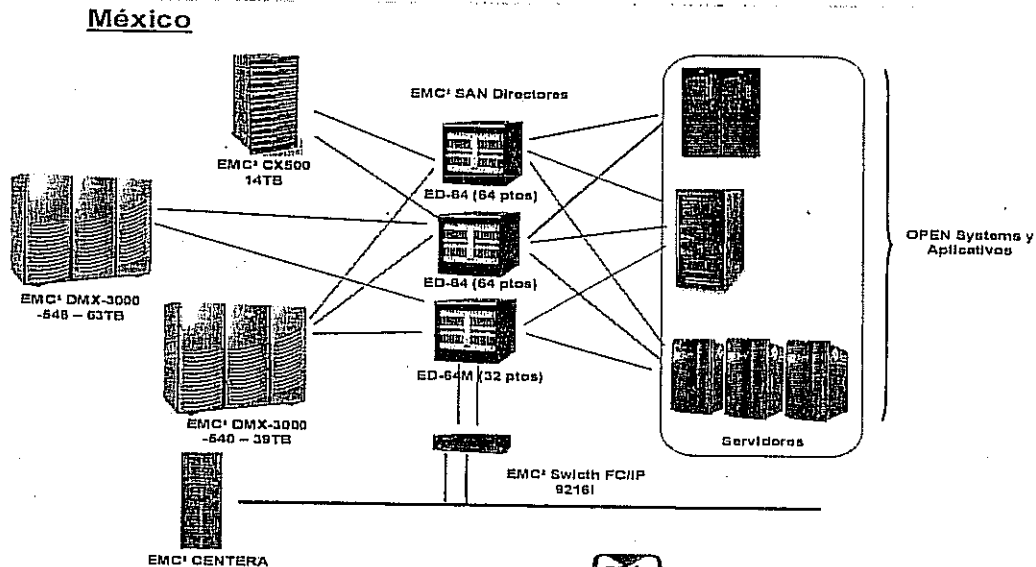 México
EMC² SAN Directores
EMC² CX500
14TB
ED-64 (64 ptos)
EMC² DMX-3000
-548 – 63TB
ED-64 (64 ptos)
OPEN Systems y
Aplicativos
EMC² DMX-3000
-540 – 39TB
ED-64M (32 ptos)
Servidores
EMC² Swicth FC/IP
9216I
EMC² CENTERA